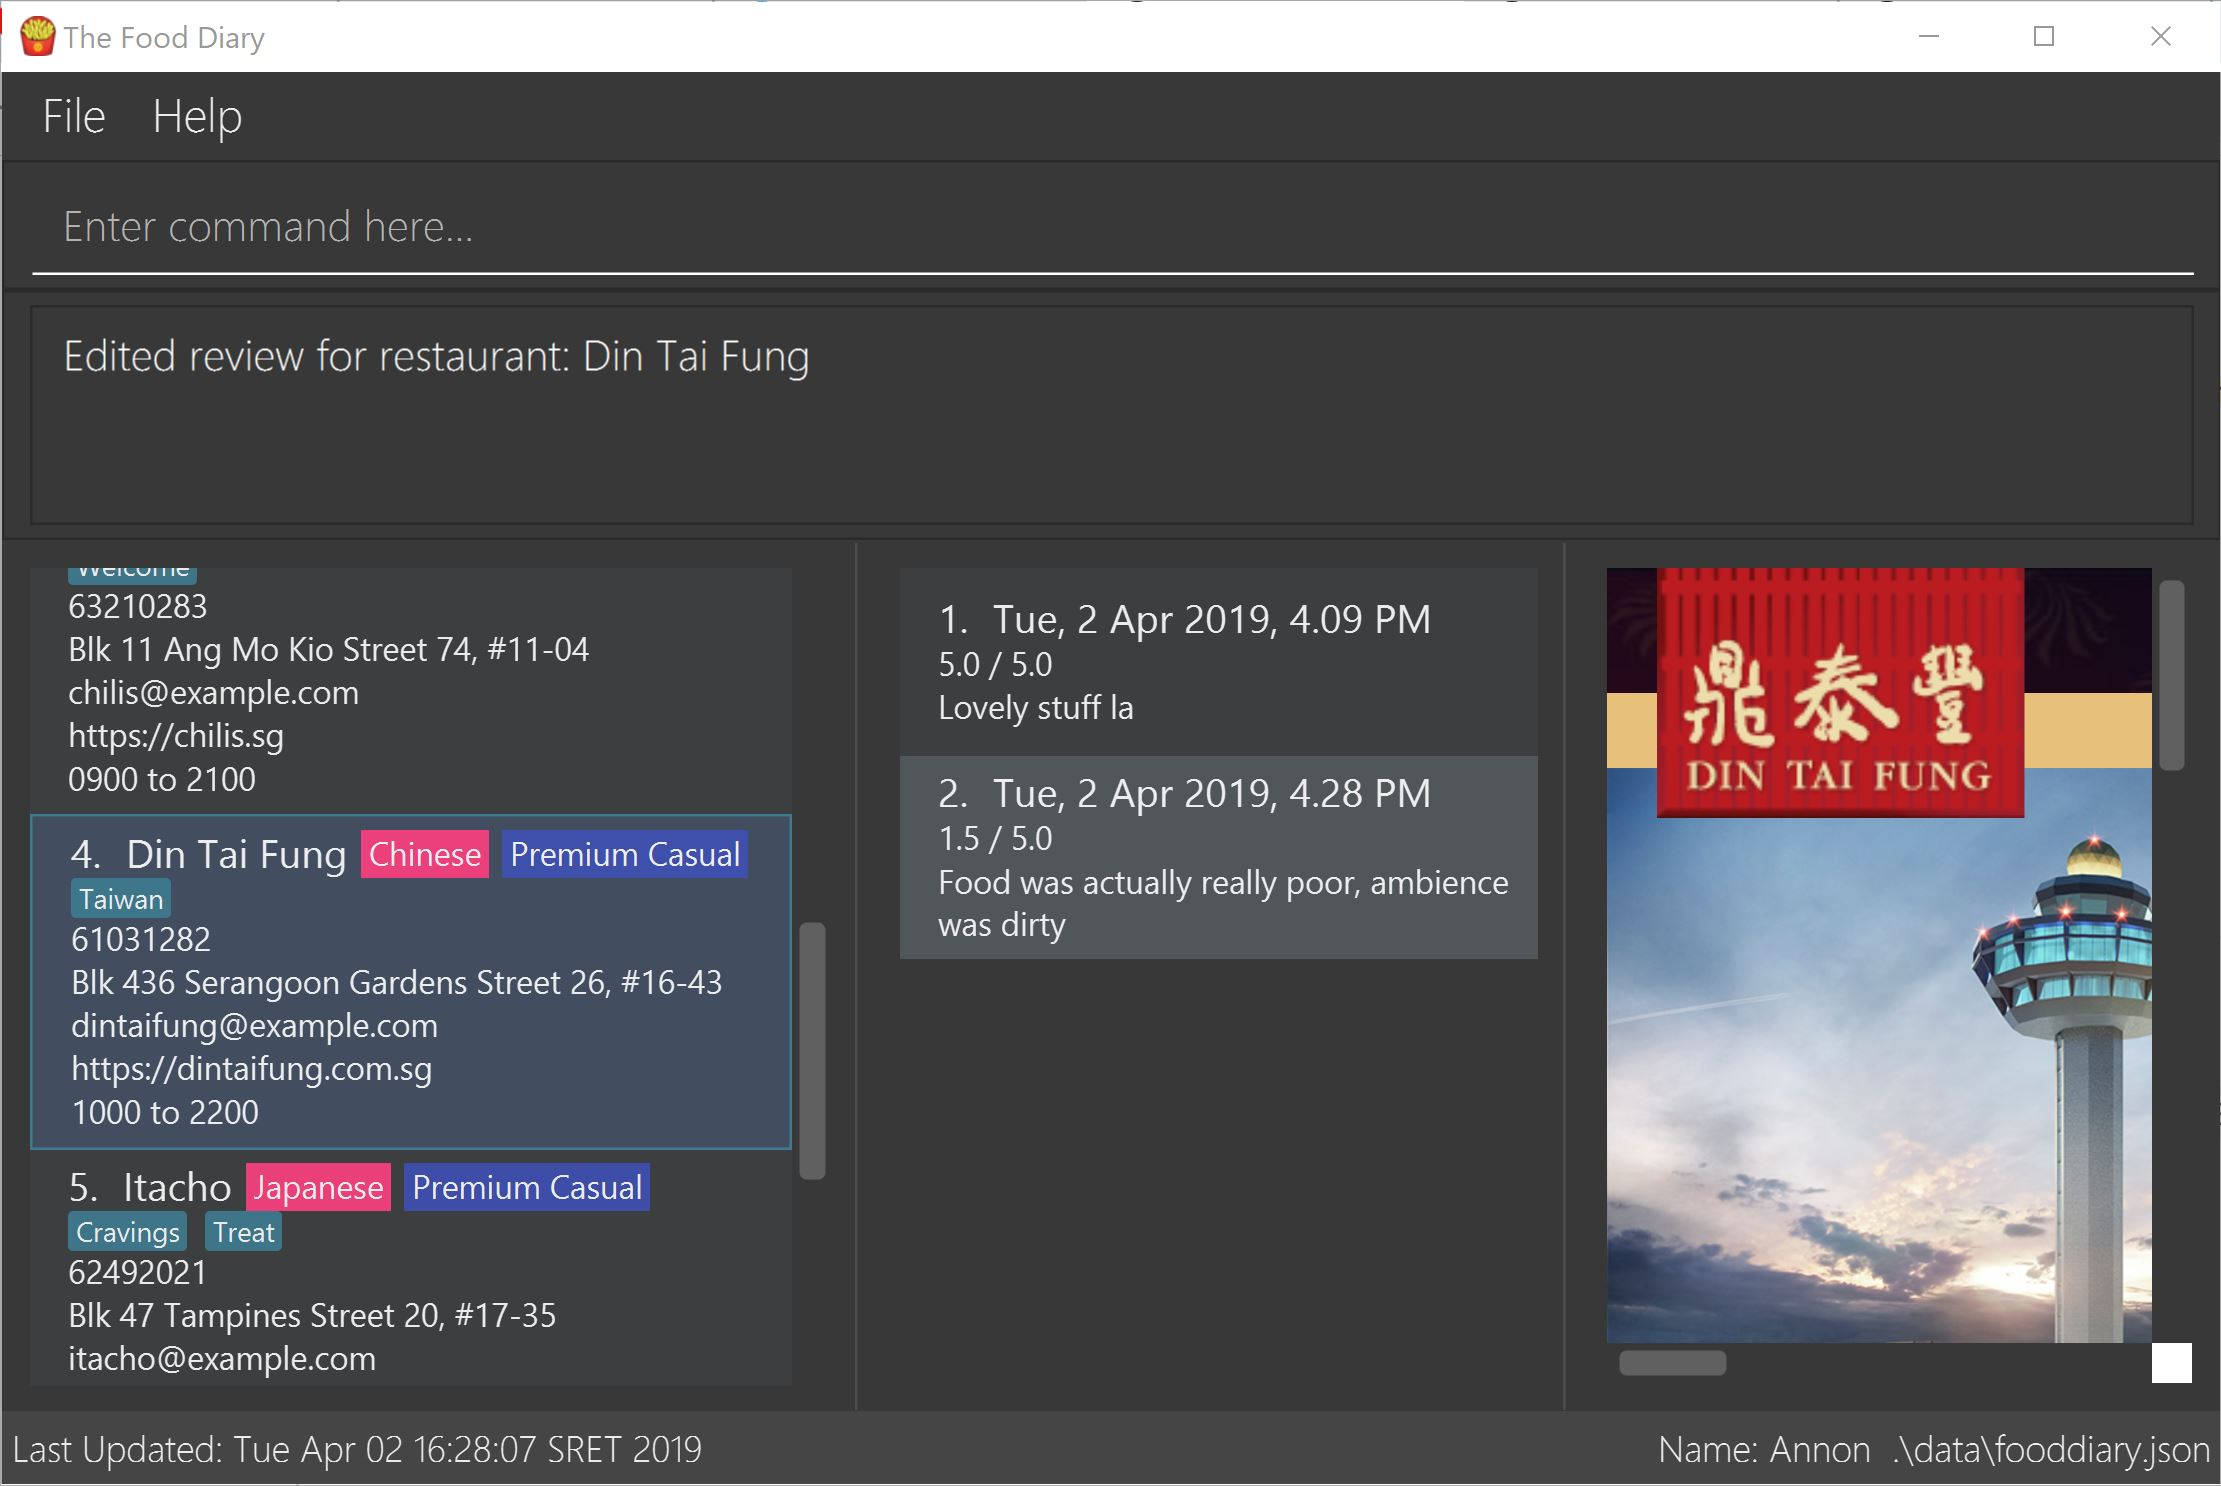 The Food Diary
File Help
Enter command here...
Edited review for restaurant: Din Tai Fung
Welcome
63210283
Blk 11 Ang Mo Kio Street 74, #11-04
chilis@example.com
https://chilis.sg
0900 to 2100
4. Din Tai Fung Chinese Premium Casual
Taiwan
61031282
Blk 436 Serangoon Gardens Street 26, #16-43
dintaifung@example.com
https://dintaifung.com.sg
1000 to 2200
5. Itacho Japanese Premium Casual
Cravings Treat
62492021
Blk 47 Tampines Street 20, #17-35
itacho@example.com
1. Tue, 2 Apr 2019, 4.09 PM
5.0 / 5.0
Lovely stuff la
2. Tue, 2 Apr 2019, 4.28 PM
1.5 / 5.0
Food was actually really poor, ambience
was dirty
鼎泰豐
DIN TAI FUNG
Last Updated: Tue Apr 02 16:28:07 SRET 2019
Name: Annon .\data\fooddiary.json